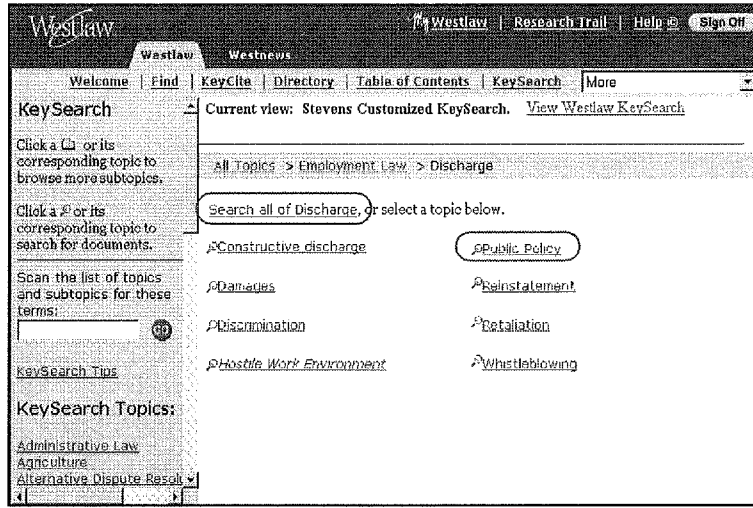 Westlaw
My Westlaw | Research Trail | Help | Sign Off
Westlaw Westnews
Welcome | Find | KeyCite | Directory | Table of Contents | KeySearch More
KeySearch
Click a or its
corresponding topic to
browse more subtopics.
Click a or its
corresponding topic to
search for documents.
Scan the list of topics
and subtopics for these
terms:
KeySearch Tips
KeySearch Topics:
Administrative Law
Agriculture
Alternative Dispute Resolu
Current view: Stevens Customized KeySearch. View Westlaw KeySearch
All Topics > Employment Law > Discharge
Search all of Discharge, or select a topic below.
Constructive discharge
Public Policy
Damages
Reinstatement
Discrimination
Retaliation
Hostile Work Environment
Whistleblowing